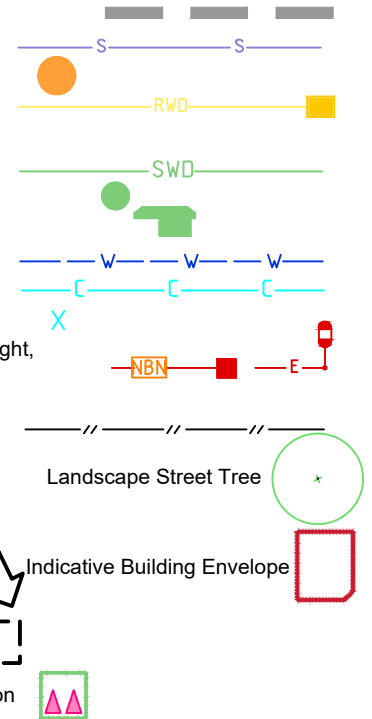 S S
RWD
SWD
W W W
C C C
X
ght,
NBN E
Landscape Street Tree
Indicative Building Envelope
on